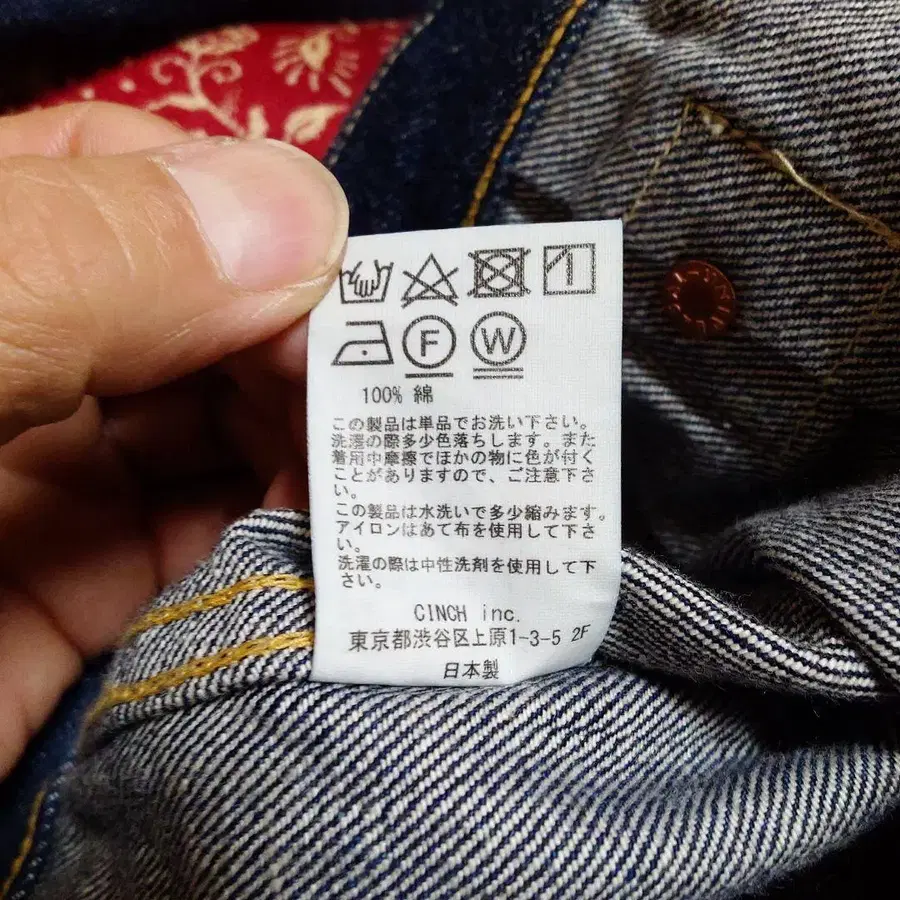 F W
100% 綿
この製品は単品でお洗い下さい。
洗濯の際多少色落ちします。また
着用中摩擦でほかの物に色が付く
ことがありますので、ご注意下さ
い。
この製品は水洗いで多少縮みます。
アイロンはあて布を使用して下さ
い。
洗濯の際は中性洗剤を使用して下
さい。
CINCH inc.
東京都渋谷区上原1-3-5 2F
日本製